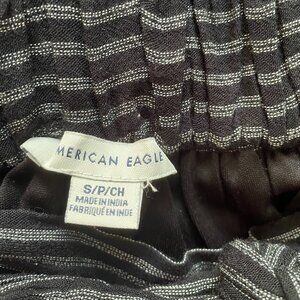 MERICAN EAGLE
S/P/CH
MADE IN INDIA
FABRIQUÉ EN INDE